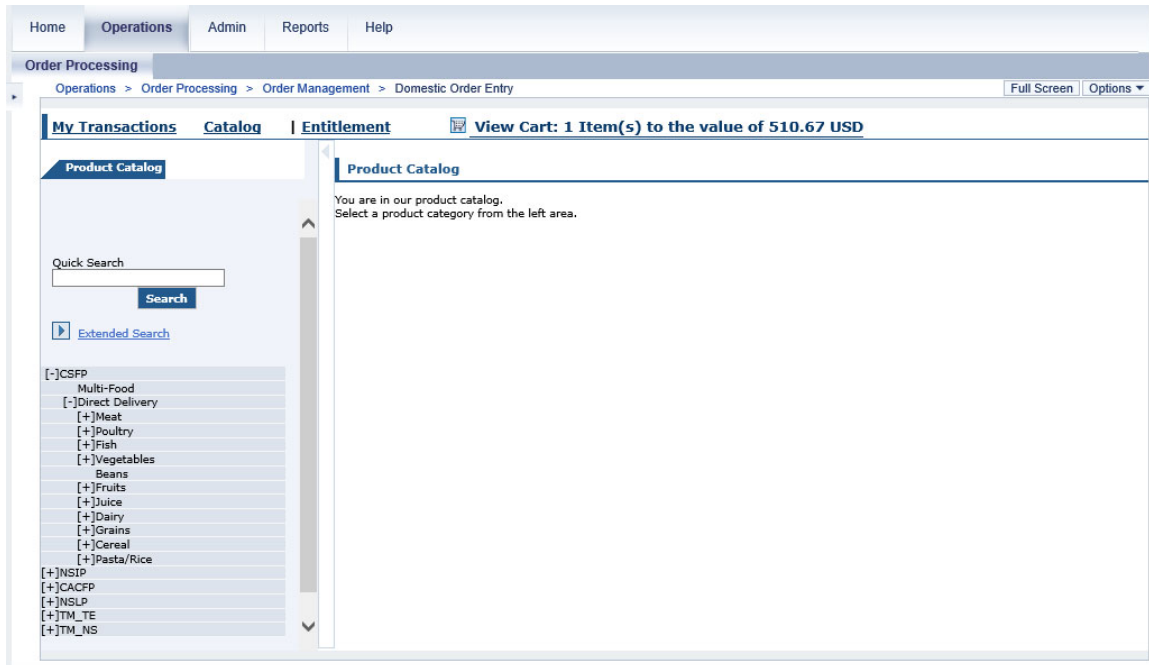 Home Operations Admin Reports Help
Order Processing
Operations > Order Processing > Order Management > Domestic Order Entry Full Screen Options
My Transactions Catalog | Entitlement View Cart: 1 Item(s) to the value of 510.67 USD
Product Catalog
Product Catalog
You are in our product catalog.
Select a product category from the left area.
Quick Search
Search
Extended Search
[-]CSFP
Multi-Food
[-]Direct Delivery
[+]Meat
[+]Poultry
[+]Fish
[+]Vegetables
Beans
[+]Fruits
[+]Juice
[+]Dairy
[+]Grains
[+]Cereal
[+]Pasta/Rice
[+]NSIP
[+]CACFP
[+]NSLP
[+]TM_TE
[+]TM_NS